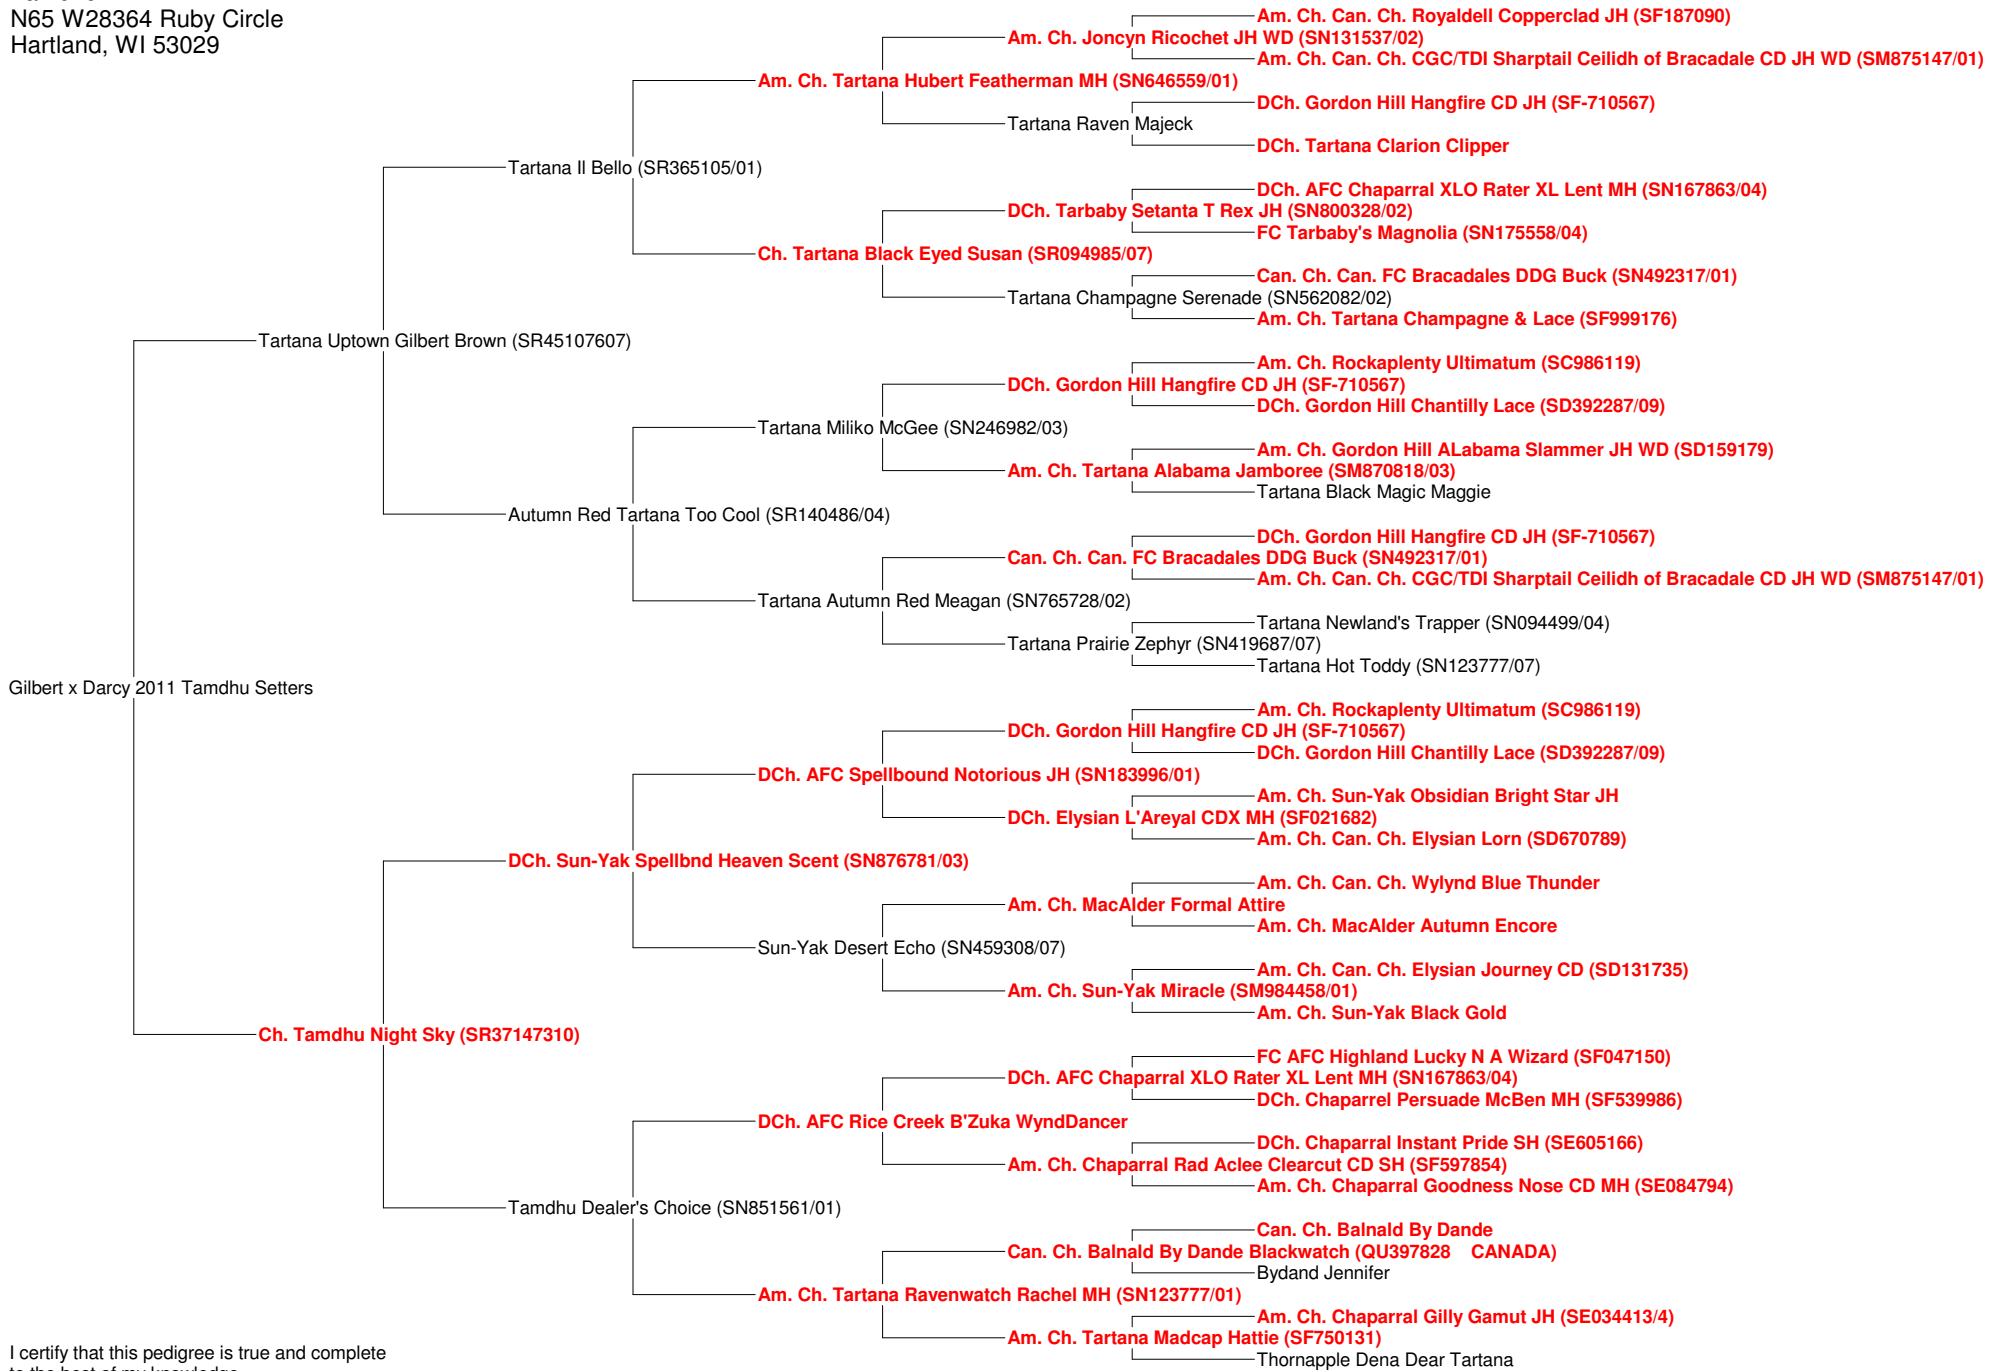 N65 W28364 Ruby Circle
Hartland, WI 53029
Am. Ch. Can. Ch. Royaldell Copperclad JH (SF187090)
Am. Ch. Joncyn Ricochet JH WD (SN131537/02)
Am. Ch. Can. Ch. CGC/TDI Sharptail Ceilidh of Bracadale CD JH WD (SM875147/01)
Am. Ch. Tartana Hubert Featherman MH (SN646559/01)
DCh. Gordon Hill Hangfire CD JH (SF-710567)
Tartana Raven Majeck
DCh. Tartana Clarion Clipper
Tartana Il Bello (SR365105/01)
DCh. AFC Chaparral XLO Rater XL Lent MH (SN167863/04)
DCh. Tarbaby Setanta T Rex JH (SN800328/02)
FC Tarbaby's Magnolia (SN175558/04)
Ch. Tartana Black Eyed Susan (SR094985/07)
Can. Ch. Can. FC Bracadales DDG Buck (SN492317/01)
Tartana Champagne Serenade (SN562082/02)
Am. Ch. Tartana Champagne & Lace (SF999176)
Tartana Uptown Gilbert Brown (SR45107607)
Am. Ch. Rockaplenty Ultimatum (SC986119)
DCh. Gordon Hill Hangfire CD JH (SF-710567)
DCh. Gordon Hill Chantilly Lace (SD392287/09)
Tartana Miliko McGee (SN246982/03)
Am. Ch. Gordon Hill ALabama Slammer JH WD (SD159179)
Am. Ch. Tartana Alabama Jamboree (SM870818/03)
Tartana Black Magic Maggie
Autumn Red Tartana Too Cool (SR140486/04)
DCh. Gordon Hill Hangfire CD JH (SF-710567)
Can. Ch. Can. FC Bracadales DDG Buck (SN492317/01)
Am. Ch. Can. Ch. CGC/TDI Sharptail Ceilidh of Bracadale CD JH WD (SM875147/01)
Tartana Autumn Red Meagan (SN765728/02)
Tartana Newland's Trapper (SN094499/04)
Tartana Prairie Zephyr (SN419687/07)
Tartana Hot Toddy (SN123777/07)
Gilbert x Darcy 2011 Tamdhu Setters
Am. Ch. Rockaplenty Ultimatum (SC986119)
DCh. Gordon Hill Hangfire CD JH (SF-710567)
DCh. Gordon Hill Chantilly Lace (SD392287/09)
DCh. AFC Spellbound Notorious JH (SN183996/01)
Am. Ch. Sun-Yak Obsidian Bright Star JH
DCh. Elysian L'Areyal CDX MH (SF021682)
Am. Ch. Can. Ch. Elysian Lorn (SD670789)
DCh. Sun-Yak Spellbnd Heaven Scent (SN876781/03)
Am. Ch. Can. Ch. Wylynd Blue Thunder
Am. Ch. MacAlder Formal Attire
Am. Ch. MacAlder Autumn Encore
Sun-Yak Desert Echo (SN459308/07)
Am. Ch. Can. Ch. Elysian Journey CD (SD131735)
Am. Ch. Sun-Yak Miracle (SM984458/01)
Am. Ch. Sun-Yak Black Gold
Ch. Tamdhu Night Sky (SR37147310)
FC AFC Highland Lucky N A Wizard (SF047150)
DCh. AFC Chaparral XLO Rater XL Lent MH (SN167863/04)
DCh. Chaparrel Persuade McBen MH (SF539986)
DCh. AFC Rice Creek B'Zuka WyndDancer
DCh. Chaparral Instant Pride SH (SE605166)
Am. Ch. Chaparral Rad Aclee Clearcut CD SH (SF597854)
Am. Ch. Chaparral Goodness Nose CD MH (SE084794)
Tamdhu Dealer's Choice (SN851561/01)
Can. Ch. Balnald By Dande
Can. Ch. Balnald By Dande Blackwatch (QU397828 CANADA)
Bydand Jennifer
Am. Ch. Tartana Ravenwatch Rachel MH (SN123777/01)
Am. Ch. Chaparral Gilly Gamut JH (SE034413/4)
Am. Ch. Tartana Madcap Hattie (SF750131)
Thornapple Dena Dear Tartana
I certify that this pedigree is true and complete